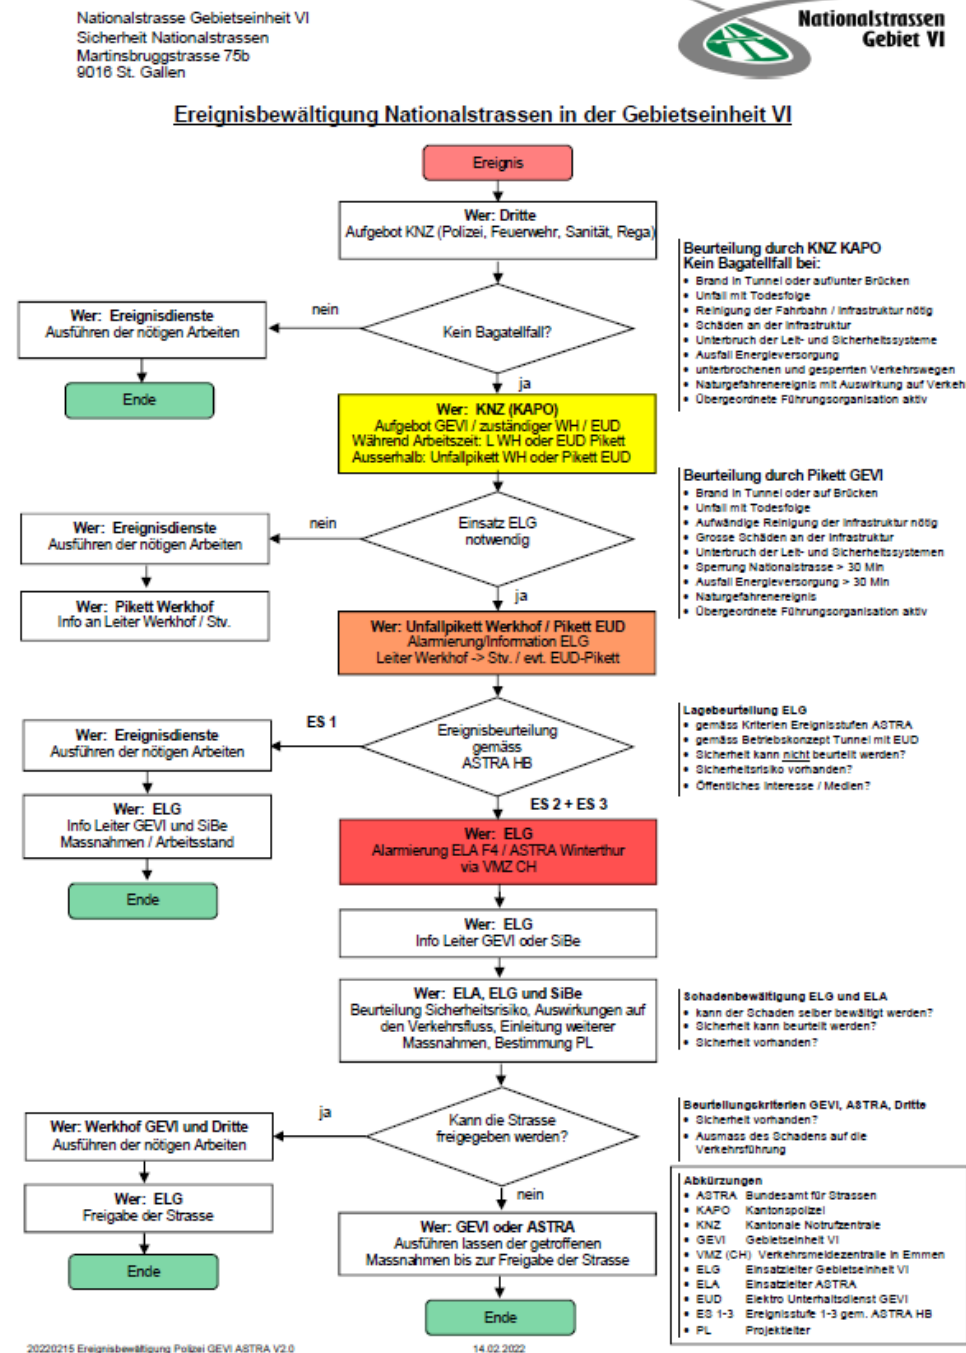 Nationalstrasse Gebietseinheit VI
Sicherheit Nationalstrassen
Martinsbruggstrasse 75b
9016 St. Gallen
Nationalstrassen
Gebiet VI
Ereignisbewältigung Nationalstrassen in der Gebietseinheit VI
Ereignis
Wer: Dritte
Aufgebot KNZ (Polizei, Feuerwehr, Sanität, Rega)
Beurteilung durch KNZ KAPO
Kein Bagatellfall bei:
• Brand in Tunnel oder auf/unter Brücken
• Unfall mit Todesfolge
• Reinigung der Fahrbahn / Infrastruktur nötig
• Schäden an der Infrastruktur
• Unterbruch der Leit- und Sicherheitssysteme
• Ausfall Energieversorgung
• unterbrochenen und gesperrten Verkehrswegen
• Naturgefahrenereignis mit Auswirkung auf Verkeh
• Übergeordnete Führungsorganisation aktiv
Kein Bagatellfall?
nein
Wer: Ereignisdienste
Ausführen der nötigen Arbeiten
Ende
ja
Wer: KNZ (KAPO)
Aufgebot GEVI / zuständiger WH / EUD
Während Arbeitszeit: L WH oder EUD Pikett
Ausserhalb: Unfallpikett WH oder Pikett EUD
Beurteilung durch Pikett GEVI
• Brand in Tunnel oder auf Brücken
• Unfall mit Todesfolge
• Aufwändige Reinigung der Infrastruktur nötig
• Grosse Schäden an der Infrastruktur
• Unterbruch der Leit- und Sicherheitssystemen
• Sperrung Nationalstrasse > 30 Min
• Ausfall Energieversorgung > 30 Min
• Naturgefahrenereignis
• Übergeordnete Führungsorganisation aktiv
Einsatz ELG
notwendig
nein
Wer: Ereignisdienste
Ausführen der nötigen Arbeiten
Wer: Pikett Werkhof
Info an Leiter Werkhof / Stv.
ja
Wer: Unfallpikett Werkhof / Pikett EUD
Alarmierung/Information ELG
Leiter Werkhof -> Stv. / evt. EUD-Pikett
Lagebeurteilung ELG
• gemäss Kriterien Ereignisstufen ASTRA
• gemäss Betriebskonzept Tunnel mit EUD
• Sicherheit kann nicht beurteilt werden?
• Sicherheitsrisiko vorhanden?
• Öffentliches Interesse / Medien?
Ereignisbeurteilung
gemäss
ASTRA HB
ES 1
Wer: Ereignisdienste
Ausführen der nötigen Arbeiten
Wer: ELG
Info Leiter GEVI und SiBe
Massnahmen / Arbeitsstand
Ende
ES 2 + ES 3
Wer: ELG
Alarmierung ELA F4 / ASTRA Winterthur
via VMZ CH
Wer: ELG
Info Leiter GEVI oder SiBe
Wer: ELA, ELG und SiBe
Beurteilung Sicherheitsrisiko, Auswirkungen auf
den Verkehrsfluss, Einleitung weiterer
Massnahmen, Bestimmung PL
Schadenbewältigung ELG und ELA
• kann der Schaden selber bewältigt werden?
• Sicherheit kann beurteilt werden?
• Sicherheit vorhanden?
Kann die Strasse
freigegeben werden?
Beurteilungskriterien GEVI, ASTRA, Dritte
• Sicherheit vorhanden?
• Ausmass des Schadens auf die
Verkehrsführung
ja
Wer: Werkhof GEVI und Dritte
Ausführen der nötigen Arbeiten
Wer: ELG
Freigabe der Strasse
Ende
nein
Wer: GEVI oder ASTRA
Ausführen lassen der getroffenen
Massnahmen bis zur Freigabe der Strasse
Ende
Abkürzungen
• ASTRA Bundesamt für Strassen
• KAPO Kantonspolizei
• KNZ Kantonale Notrufzentrale
• GEVI Gebietseinheit VI
• VMZ (CH) Verkehrsmeldezentrale in Emmen
• ELG Einsatzleiter Gebietseinheit VI
• ELA Einsatzleiter ASTRA
• EUD Elektro Unterhaltsdienst GEVI
• ES 1-3 Ereignisstufe 1-3 gem. ASTRA HB
• PL Projektleiter
20220215 Ereignisbewältigung Polizei GEVI ASTRA V2.0
14.02.2022